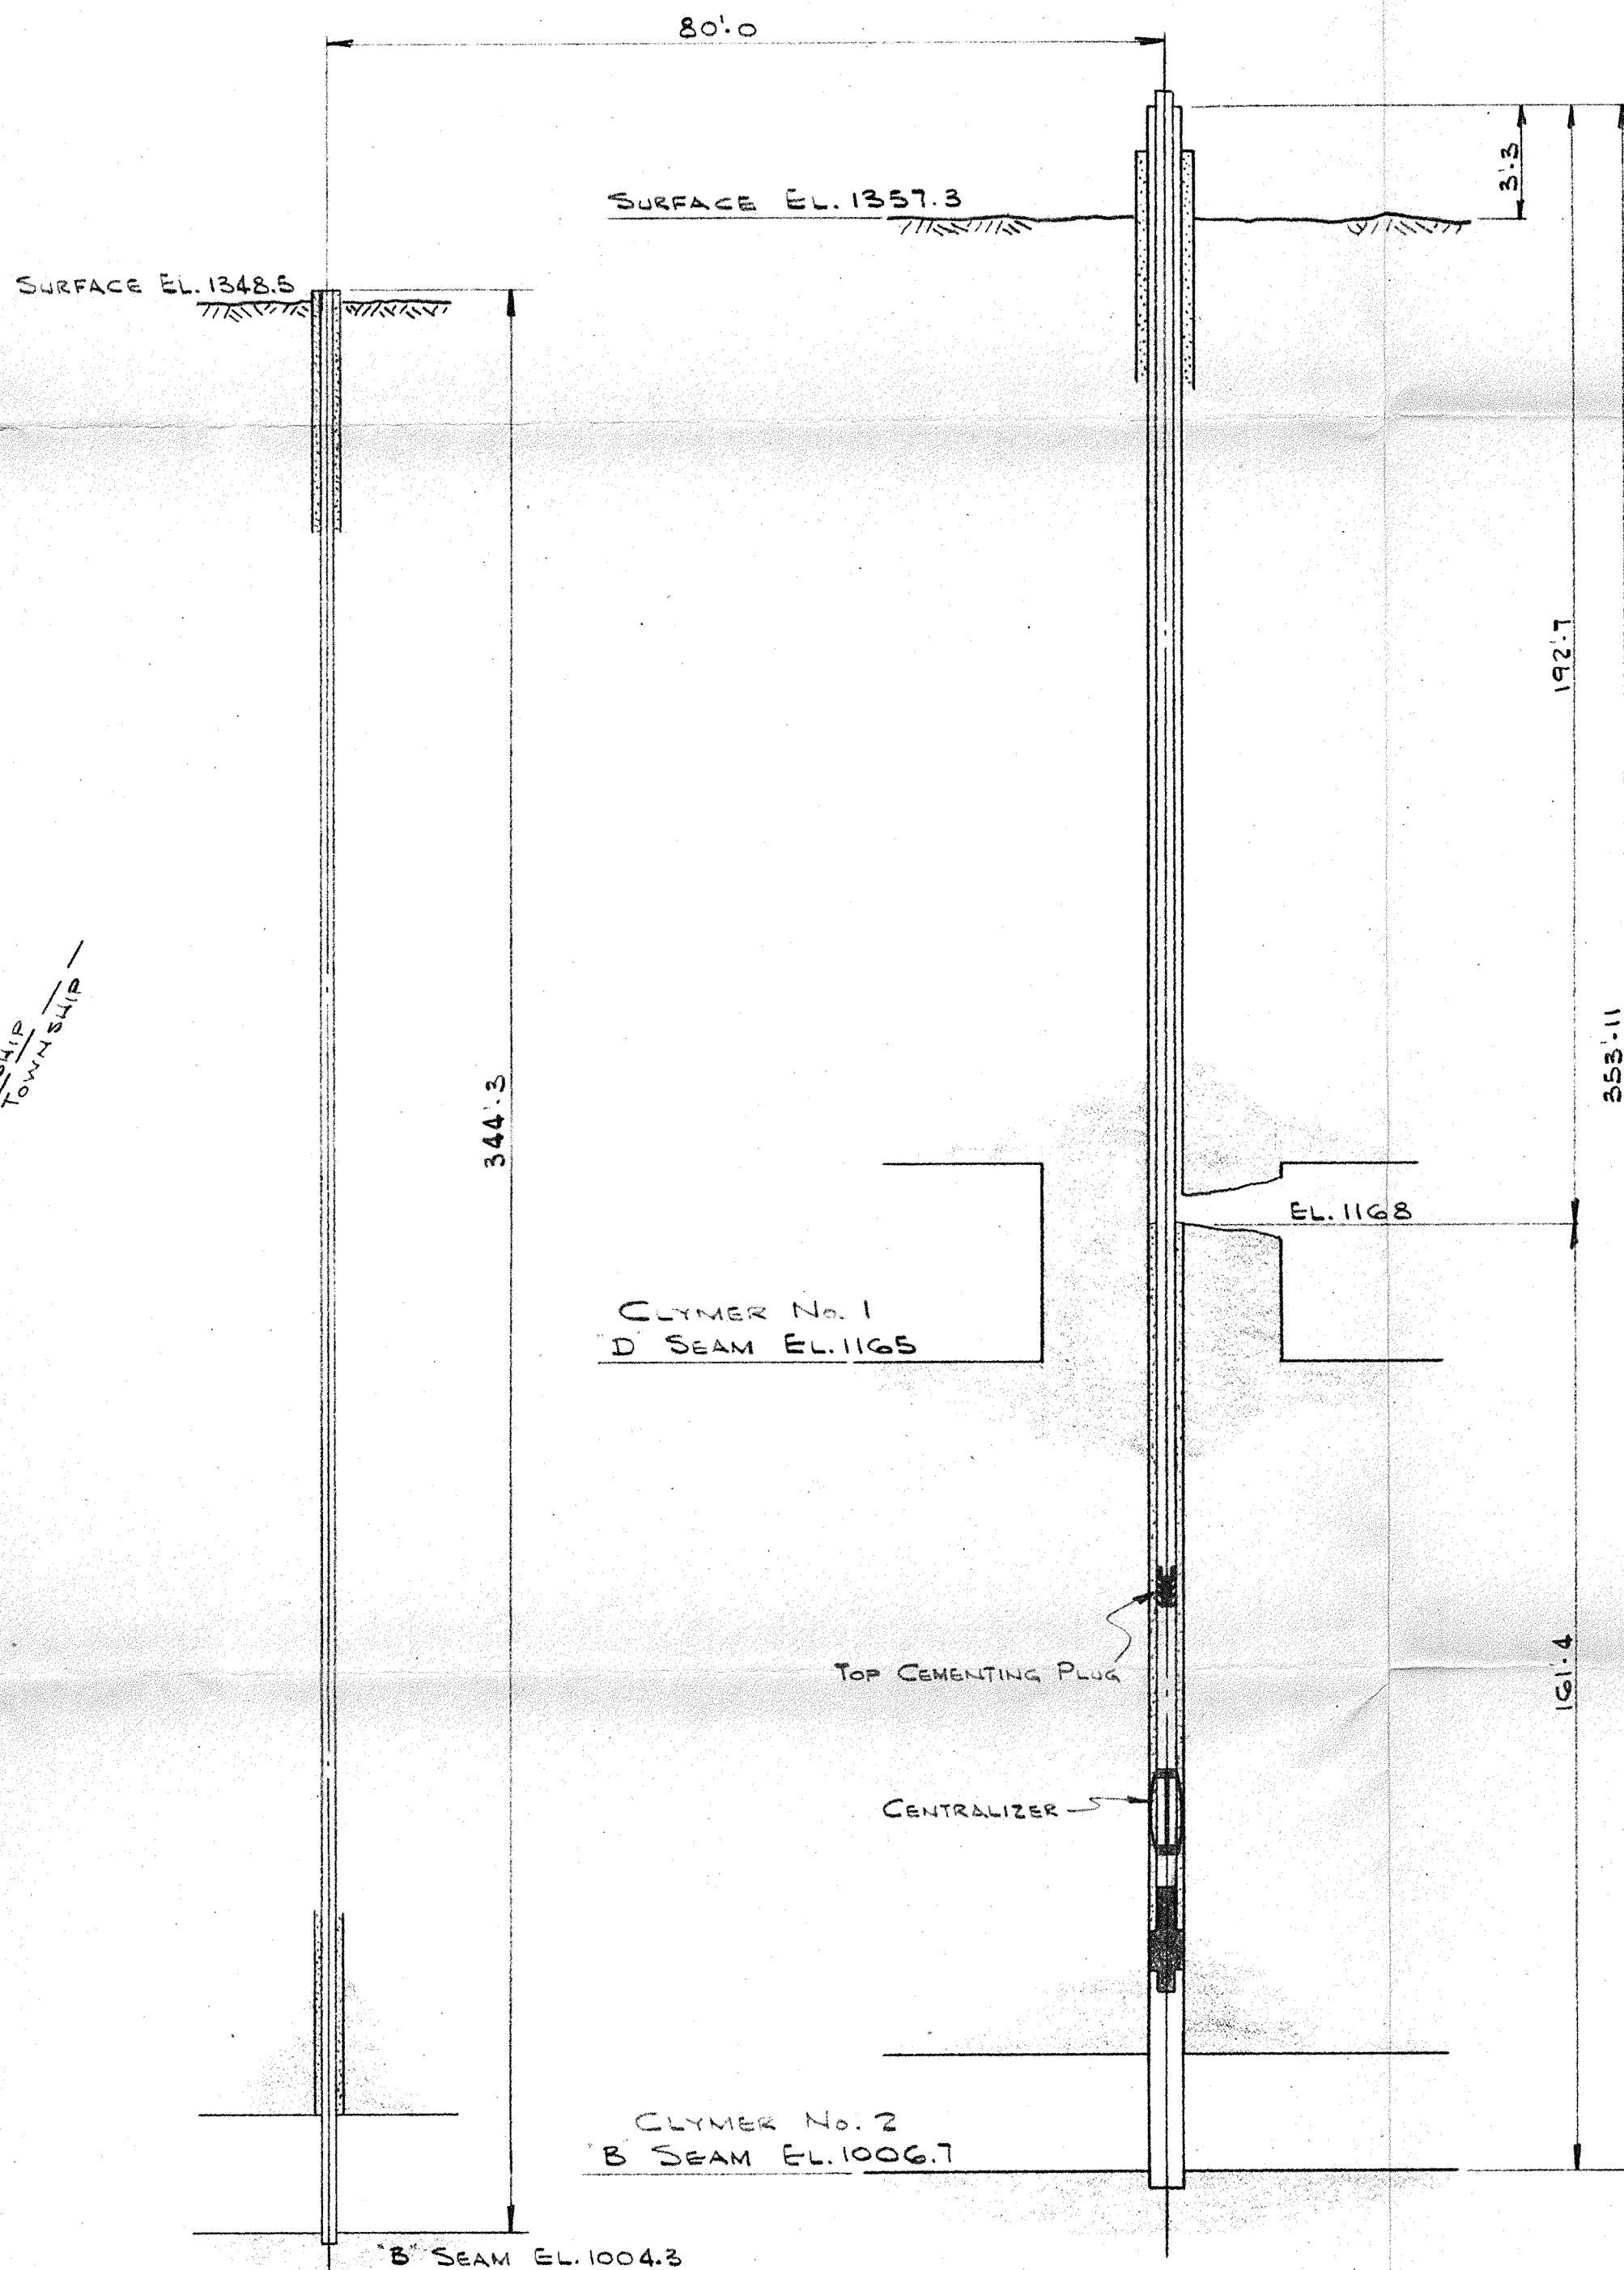 80'-0
SURFACE EL. 1357.3
3'-3
SURFACE EL. 1348.5
192'-7
TOWNSHIP
353'-11
344'-3
EL. 1168
CLYMER No. 1
"D" SEAM EL. 1165
TOP CEMENTING PLUG
161'-4
CENTRALIZER
CLYMER No. 2
"B" SEAM EL. 1006.7
"B" SEAM EL. 1004.3